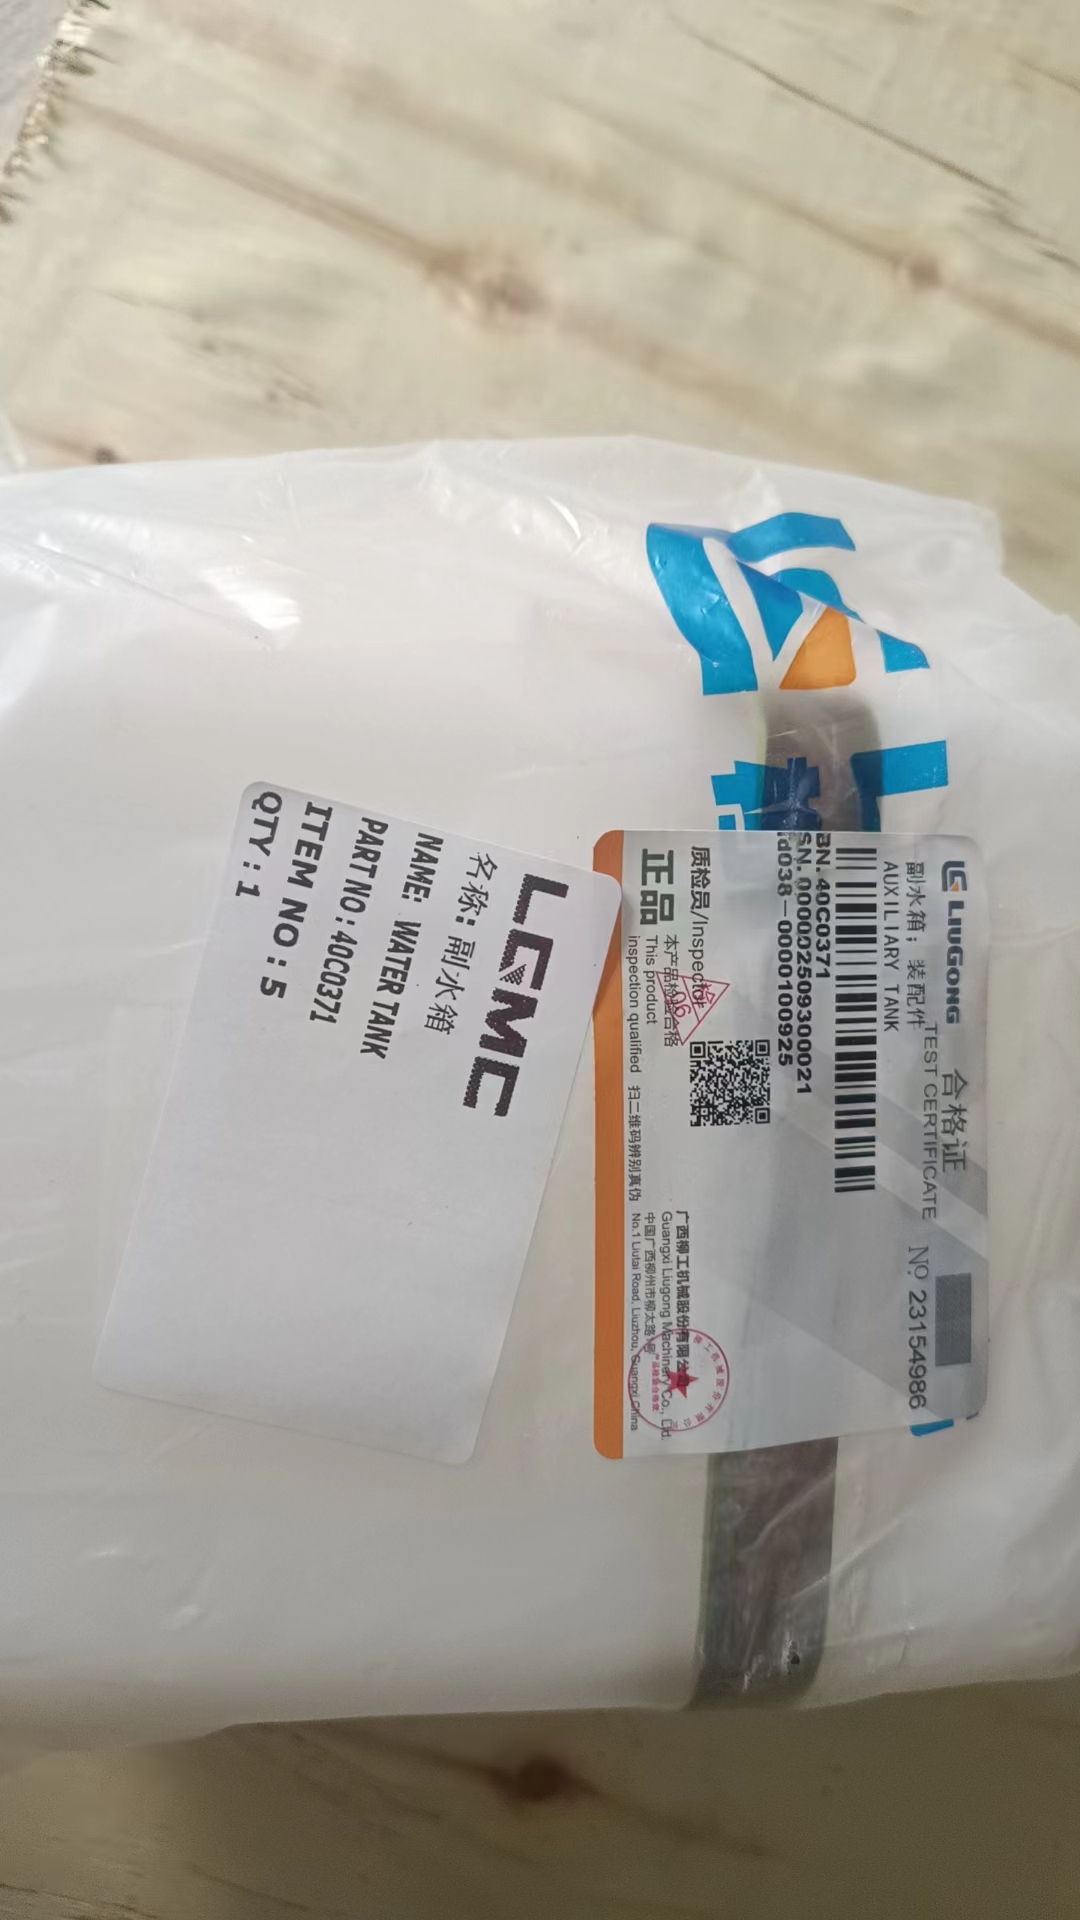 LGMC
名称: 副水箱
NAME: WATER TANK
PART NO: 40C0371
ITEM NO: 5
QTY: 1
LIUGONG
合格证
TEST CERTIFICATE
副水箱；装配件
No. 23154986
AUXILIARY TANK
BN. 40C0371
SN. 00002509300021
d038-0000100925
质检员/Inspector
检
06
正品
本产品检验合格
This product
inspection qualified
扫二维码辨别真伪
广西柳工机械股份有限公司
Guangxi Liugong Machinery Co., Ltd.
中国广西柳州市柳太路1号
No.1 Liutai Road, Liuzhou, Guangxi China